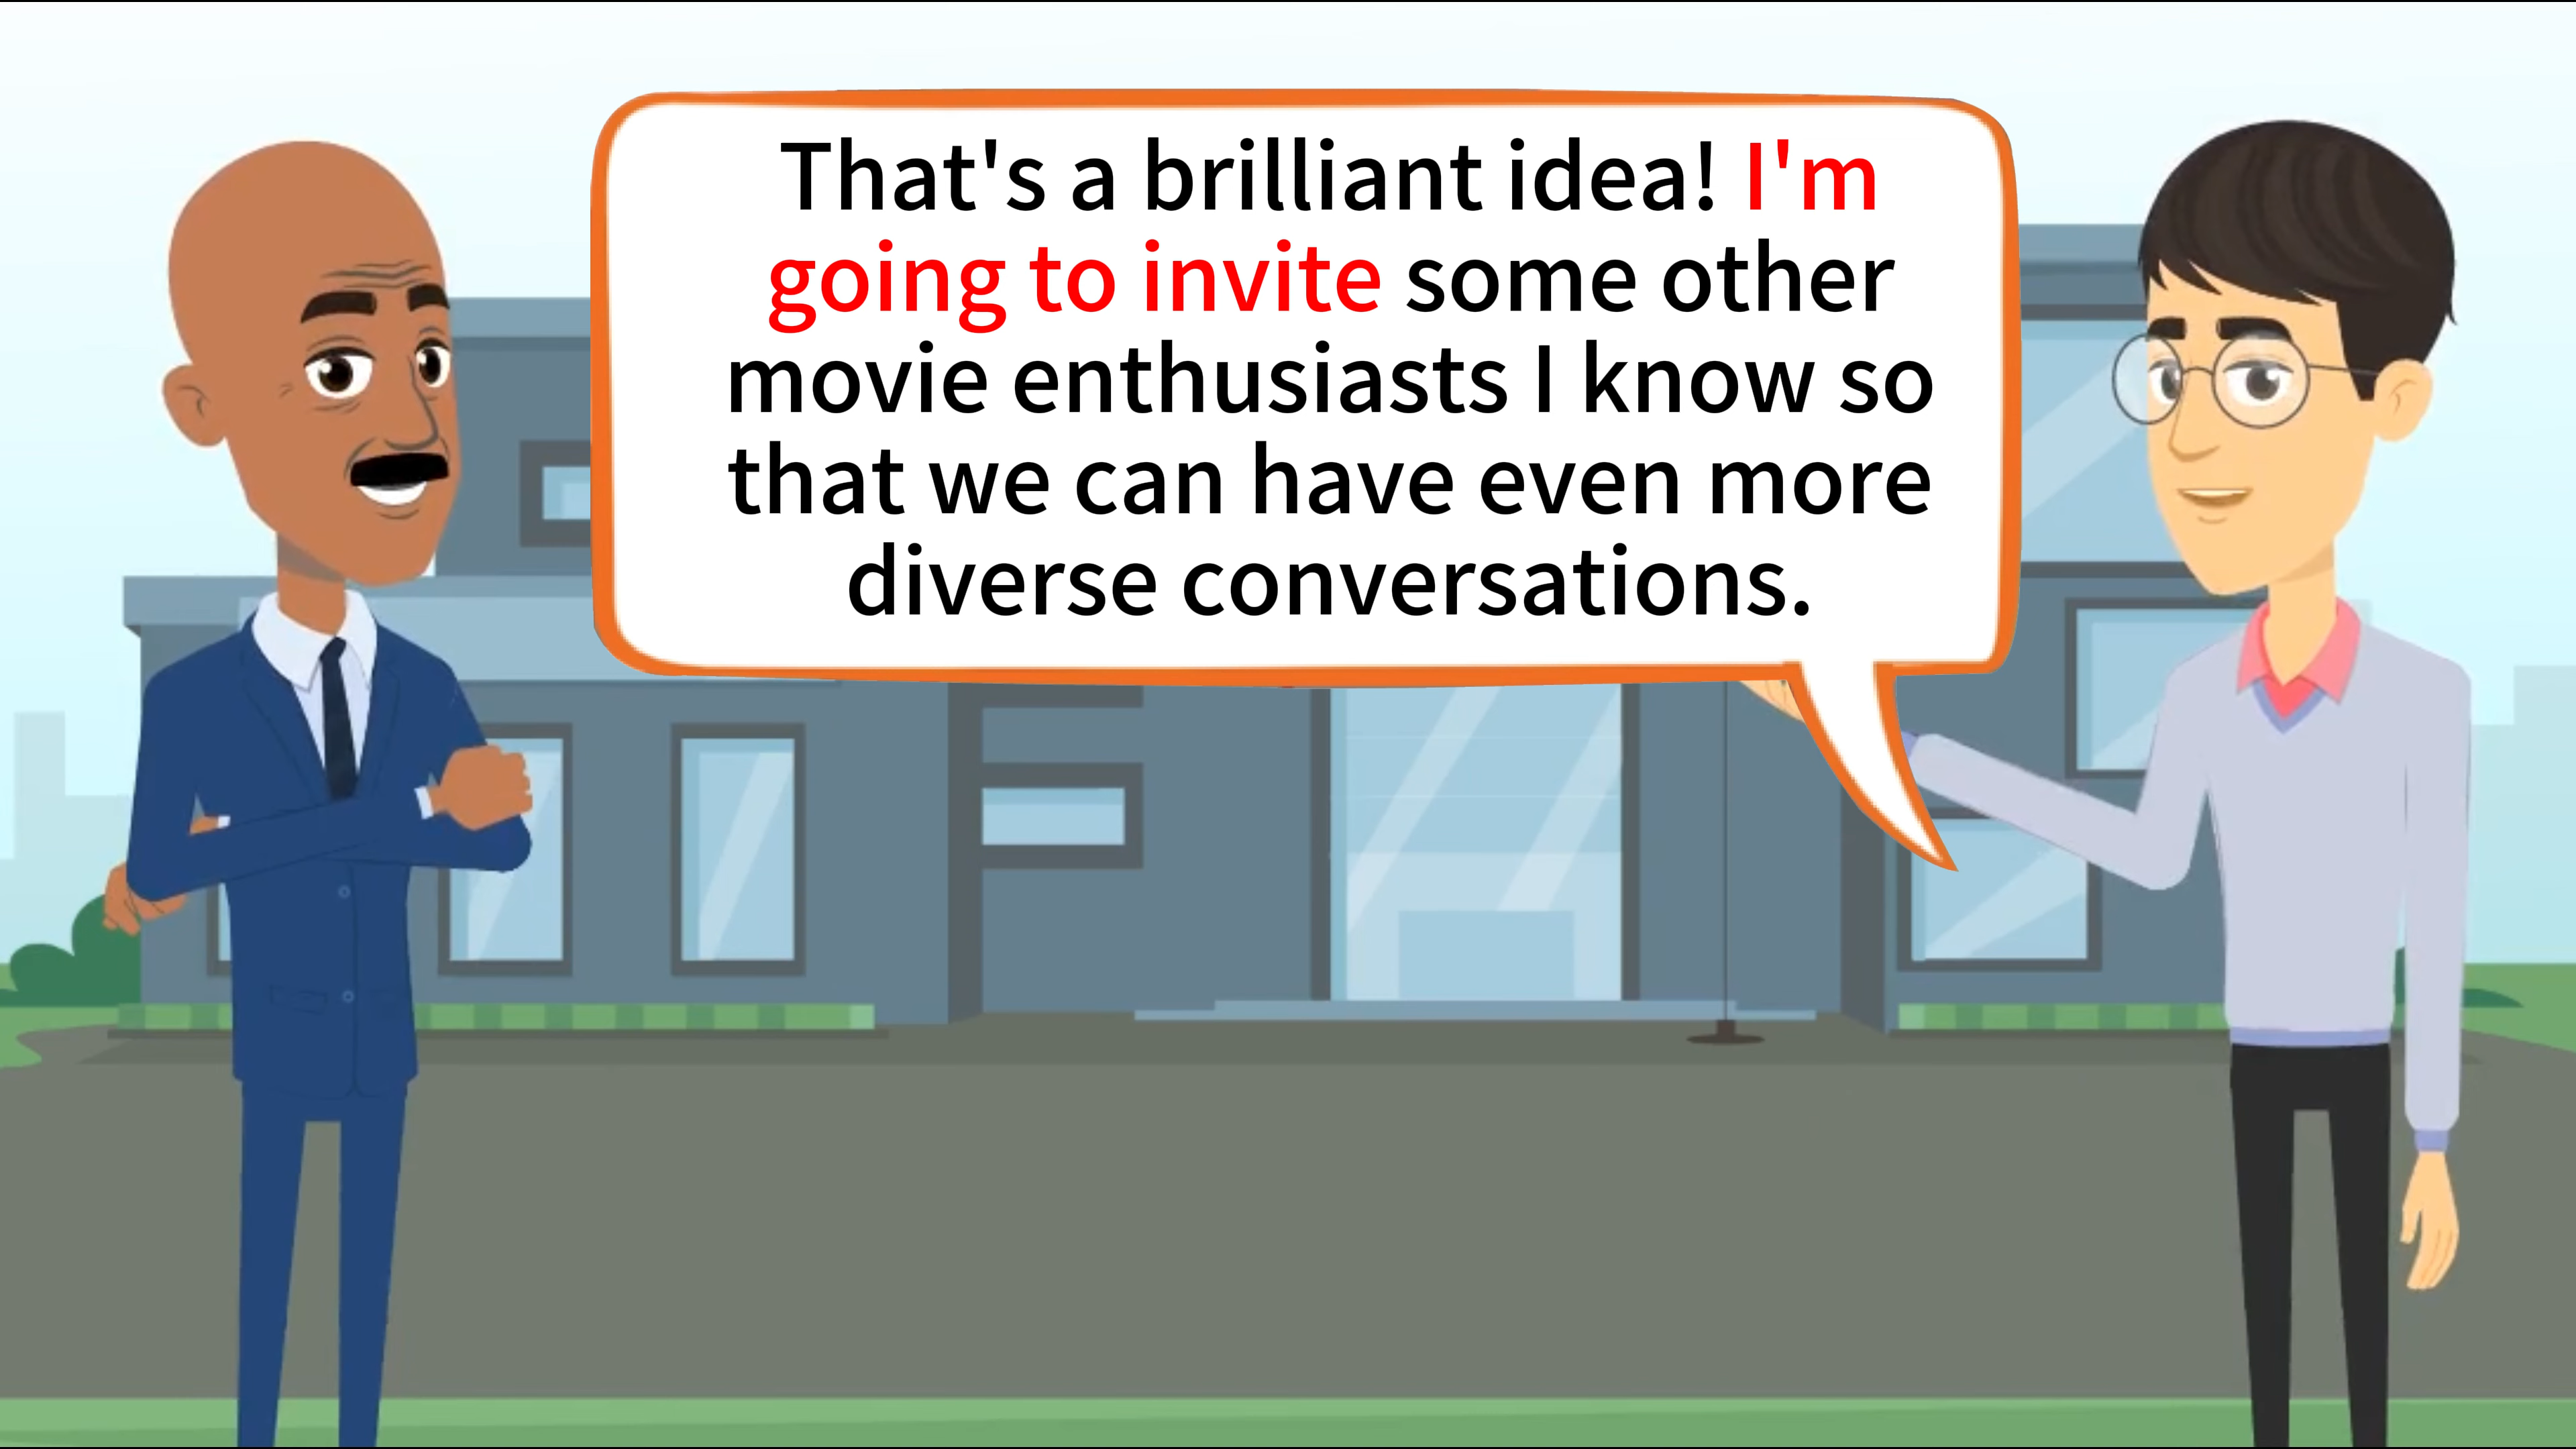 That's a brilliant idea! I'm
going to invite some other
movie enthusiasts I know so
that we can have even more
diverse conversations.